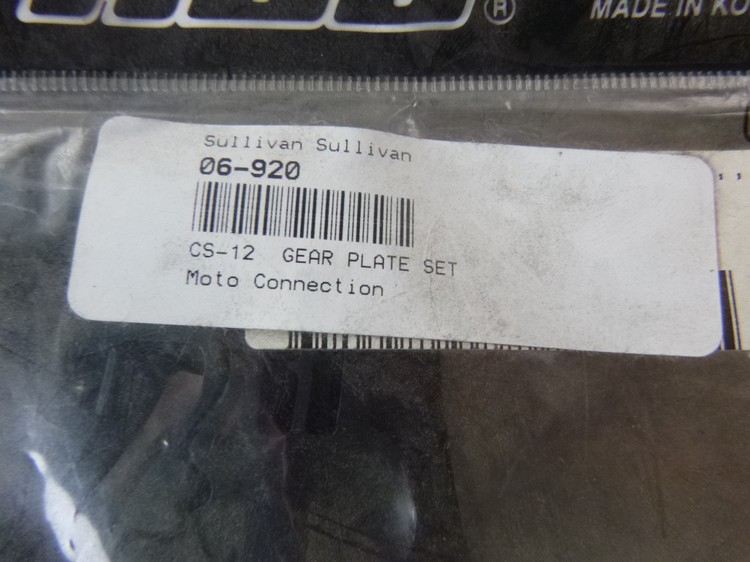 ®
MADE IN KO
Sullivan Sullivan
06-920
CS-12 GEAR PLATE SET
Moto Connection